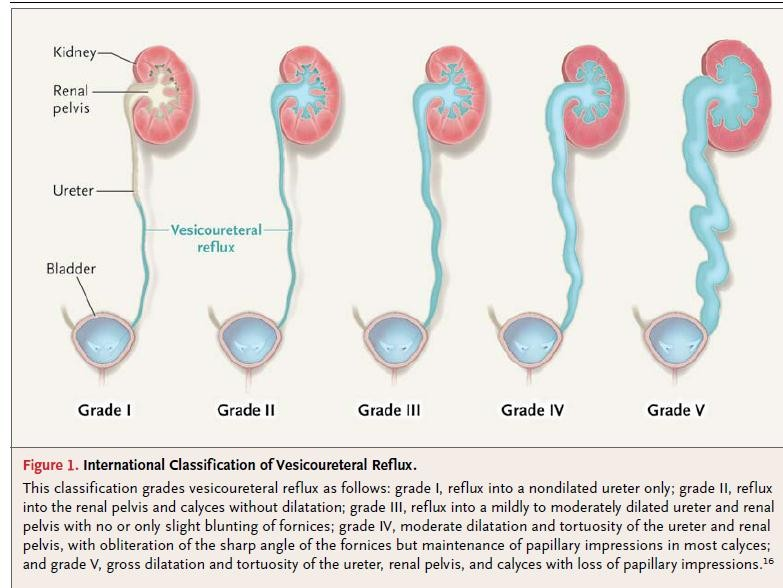 Kidney
Renal
pelvis
Ureter
Vesicoureteral
reflux
Bladder
Grade I
Grade II
Grade III
Grade IV
Grade V
Figure 1. International Classification of Vesicoureteral Reflux.
This classification grades vesicoureteral reflux as follows: grade I, reflux into a nondilated ureter only; grade II, reflux
into the renal pelvis and calyces without dilatation; grade III, reflux into a mildly to moderately dilated ureter and renal
pelvis with no or only slight blunting of fornices; grade IV, moderate dilatation and tortuosity of the ureter and renal
pelvis, with obliteration of the sharp angle of the fornices but maintenance of papillary impressions in most calyces;
and grade V, gross dilatation and tortuosity of the ureter, renal pelvis, and calyces with loss of papillary impressions.16